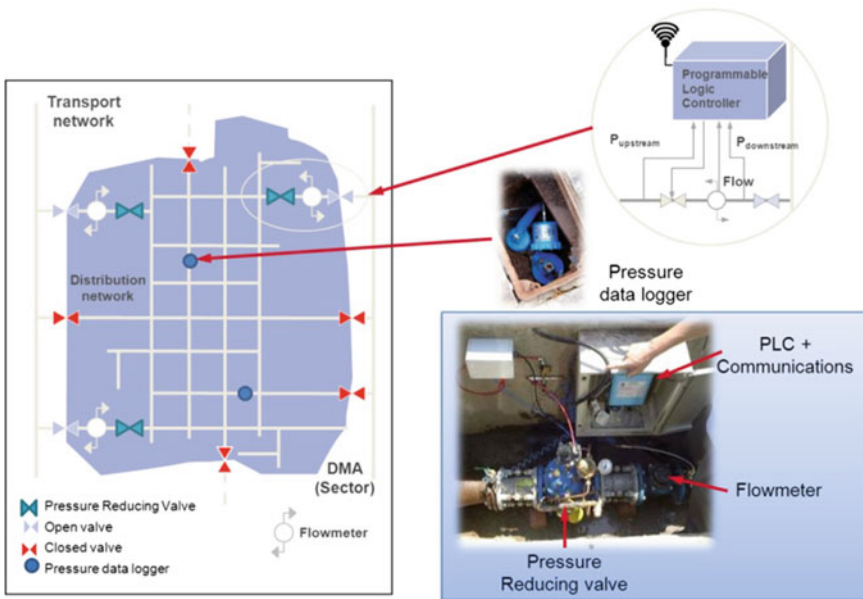 Transport
network
Distribution
network
DMA
(Sector)
Pressure Reducing Valve
Open valve
Closed valve
Pressure data logger
Flowmeter
Programmable
Logic
Controller
Pupstream
Pdownstream
Flow
Pressure
data logger
PLC +
Communications
Flowmeter
Pressure
Reducing valve